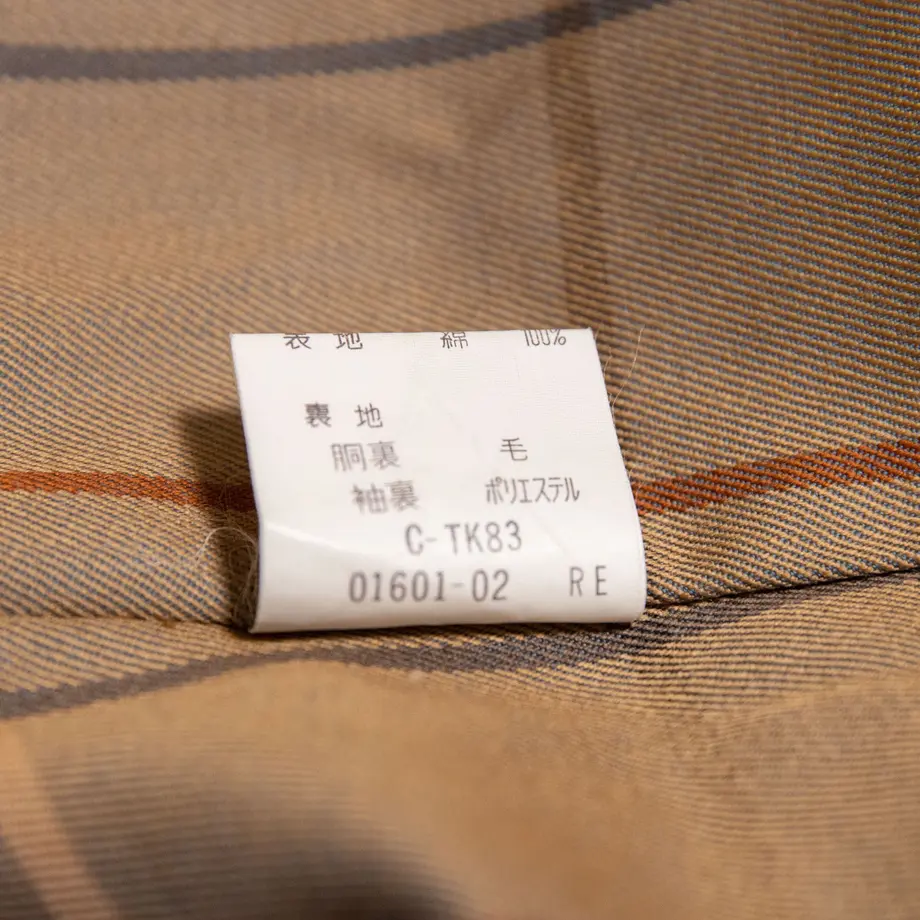 表地 綿 100%
裏地
胴裏 毛
袖裏 ポリエステル
C-TK83
01601-02 RE